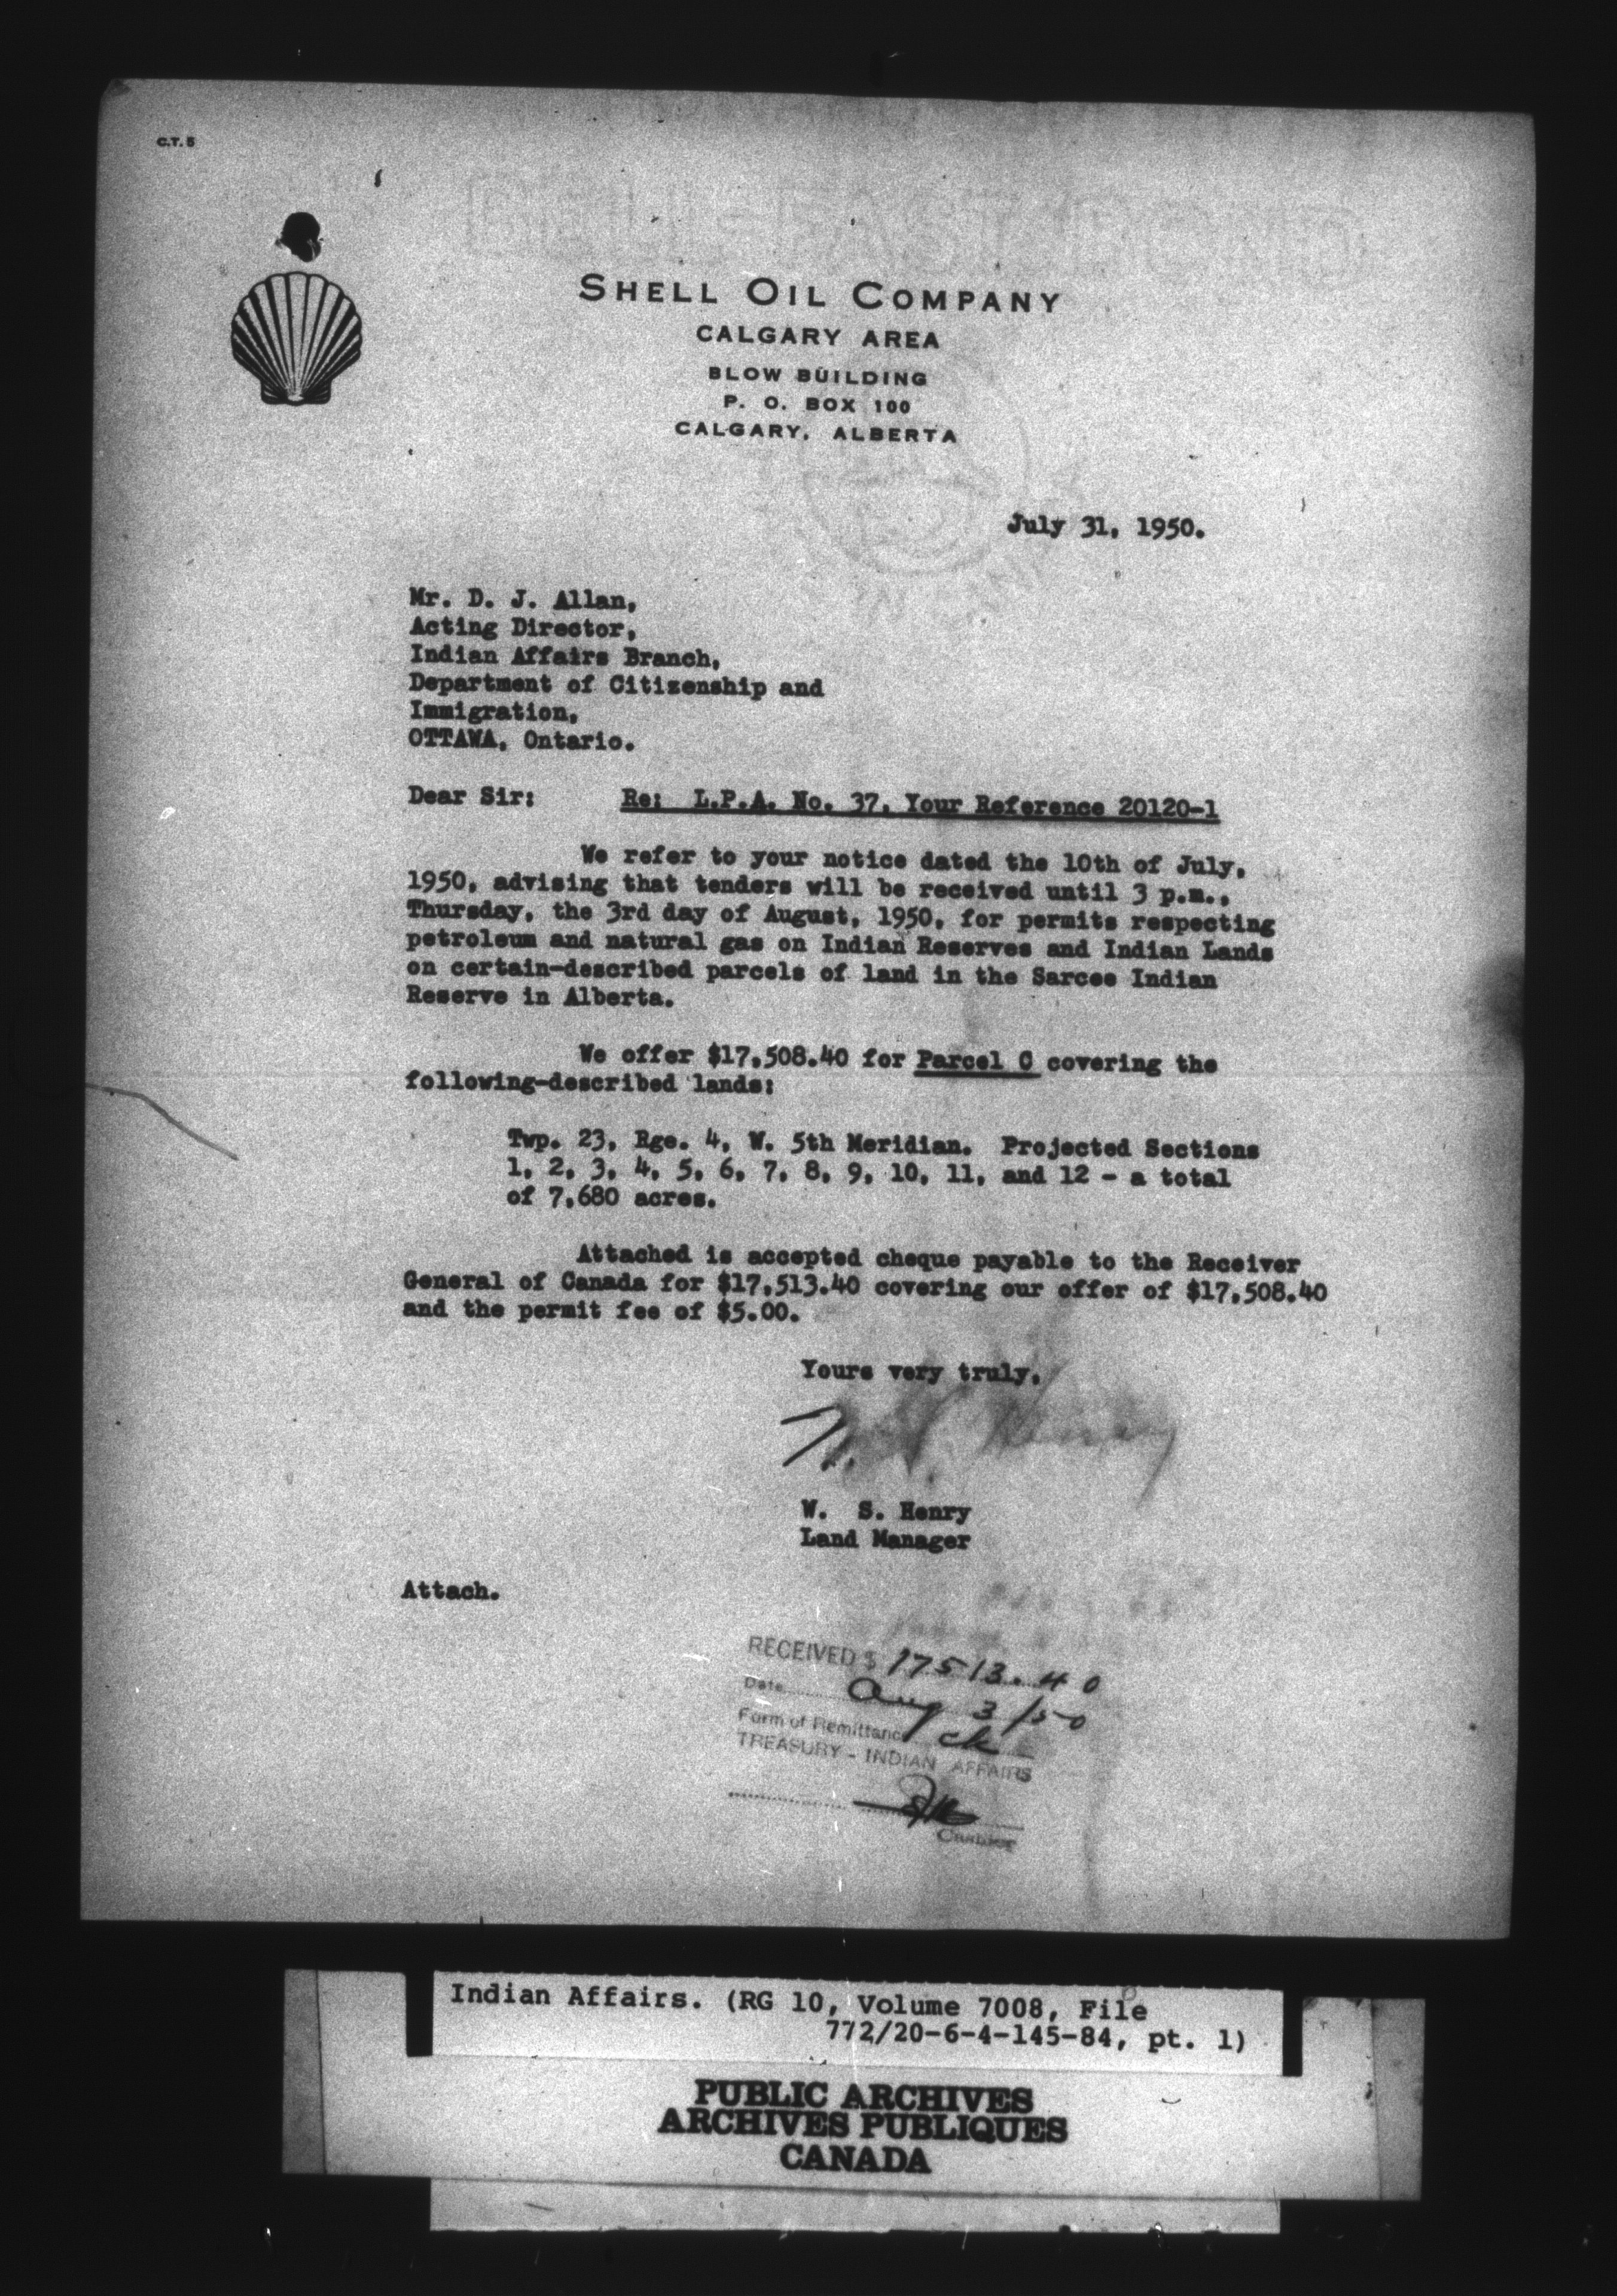 C.T. 5
SHELL OIL COMPANY
CALGARY AREA
BLOW BUILDING
P. O. BOX 100
CALGARY, ALBERTA
July 31, 1950.
Mr. D. J. Allan,
Acting Director,
Indian Affairs Branch,
Department of Citizenship and
Immigration,
OTTAWA, Ontario.
Dear Sir: Re: L.P.A. No. 37, Your Reference 20120-1
We refer to your notice dated the 10th of July,
1950, advising that tenders will be received until 3 p.m.,
Thursday, the 3rd day of August, 1950, for permits respecting
petroleum and natural gas on Indian Reserves and Indian Lands
on certain-described parcels of land in the Sarcee Indian
Reserve in Alberta.
We offer $17,508.40 for Parcel C covering the
following-described lands:
Twp. 23, Rge. 4, W. 5th Meridian. Projected Sections
1, 2, 3, 4, 5, 6, 7, 8, 9, 10, 11, and 12 - a total
of 7,680 acres.
Attached is accepted cheque payable to the Receiver
General of Canada for $17,513.40 covering our offer of $17,508.40
and the permit fee of $5.00.
Yours very truly,
W. S. Henry
W. S. Henry
Land Manager
Attach.
RECEIVED $ 17513.40
Date Aug 3/50
Form of Remittance ck
TREASURY - INDIAN AFFAIRS
Cashier
Indian Affairs. (RG 10, Volume 7008, File
772/20-6-4-145-84, pt. 1)
PUBLIC ARCHIVES
ARCHIVES PUBLIQUES
CANADA